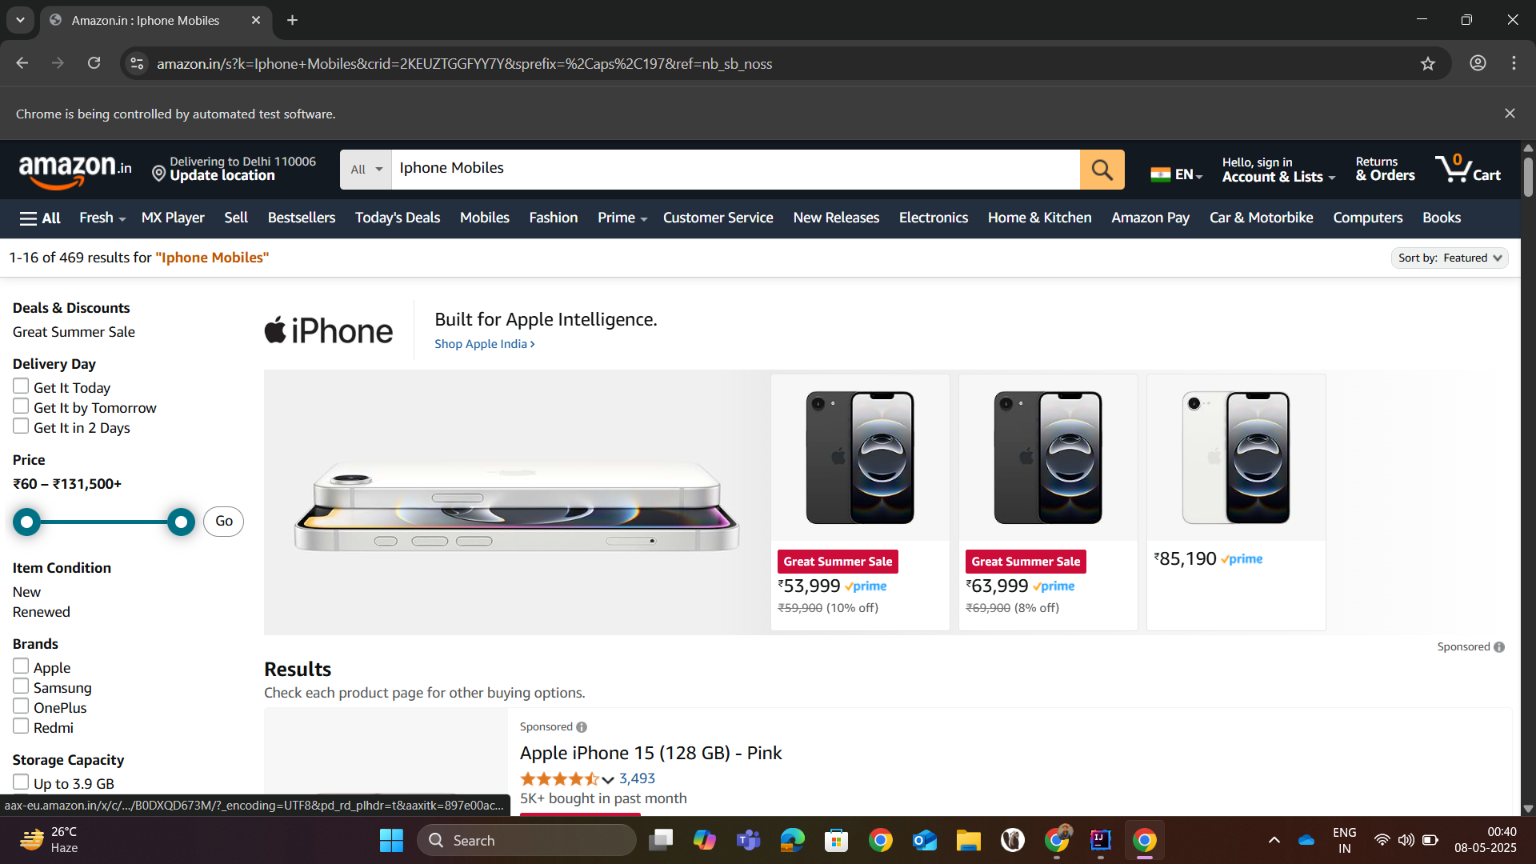 Amazon.in : Iphone Mobiles
amazon.in/s?k=Iphone+Mobiles&crid=2KEUZTGGFYY7Y&sprefix=%2Caps%2C197&ref=nb_sb_noss
Chrome is being controlled by automated test software.
amazon.in
Delivering to Delhi 110006
Update location
All
Iphone Mobiles
EN
Hello, sign in
Account & Lists
Returns
& Orders
0
Cart
All Fresh MX Player Sell Bestsellers Today's Deals Mobiles Fashion Prime Customer Service New Releases Electronics Home & Kitchen Amazon Pay Car & Motorbike Computers Books
1-16 of 469 results for "Iphone Mobiles"
Sort by: Featured
Deals & Discounts
Great Summer Sale
Delivery Day
Get It Today
Get It by Tomorrow
Get It in 2 Days
Price
₹60 – ₹131,500+
Go
Item Condition
New
Renewed
Brands
Apple
Samsung
OnePlus
Redmi
Storage Capacity
Up to 3.9 GB
iPhone
Built for Apple Intelligence.
Shop Apple India ›
Great Summer Sale
₹53,999 prime
₹59,900 (10% off)
Great Summer Sale
₹63,999 prime
₹69,900 (8% off)
₹85,190 prime
Sponsored
Results
Check each product page for other buying options.
Sponsored
Apple iPhone 15 (128 GB) - Pink
3,493
5K+ bought in past month
aax-eu.amazon.in/x/c/.../B0DXQD673M/?_encoding=UTF8&pd_rd_plhdr=t&aaxitk=897e00ac...
26°C
Haze
Search
ENG
IN
00:40
08-05-2025